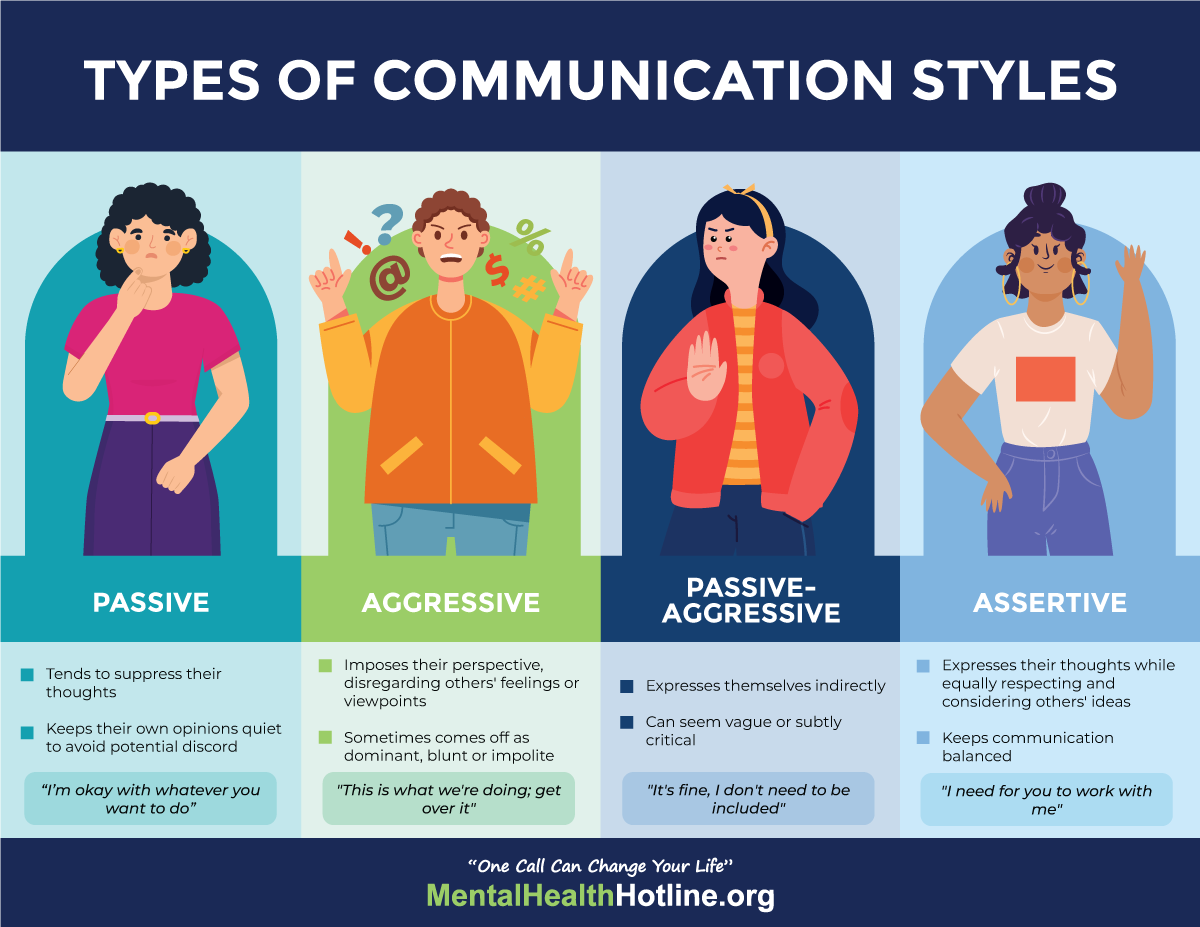 TYPES OF COMMUNICATION STYLES
? ! @ % $ *
PASSIVE
Tends to suppress their
thoughts
Keeps their own opinions quiet
to avoid potential discord
“I’m okay with whatever you
want to do”
AGGRESSIVE
Imposes their perspective,
disregarding others' feelings or
viewpoints
Sometimes comes off as
dominant, blunt or impolite
"This is what we're doing; get
over it"
PASSIVE-
AGGRESSIVE
Expresses themselves indirectly
Can seem vague or subtly
critical
"It's fine, I don't need to be
included"
ASSERTIVE
Expresses their thoughts while
equally respecting and
considering others' ideas
Keeps communication
balanced
"I need for you to work with
me"
“One Call Can Change Your Life”
MentalHealthHotline.org